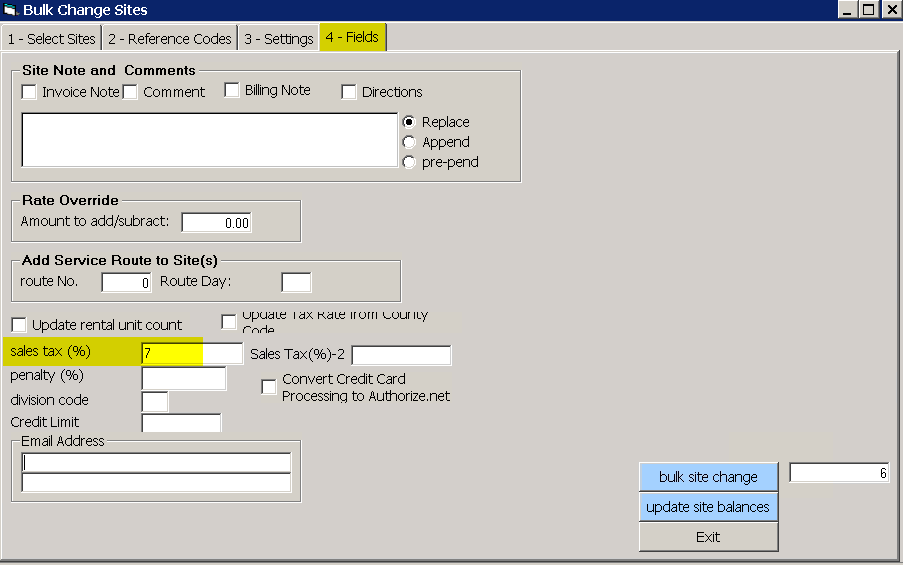 Bulk Change Sites
1 - Select Sites
2 - Reference Codes
3 - Settings
4 - Fields
Site Note and Comments
Invoice Note
Comment
Billing Note
Directions
Replace
Append
pre-pend
Rate Override
Amount to add/subract:
0.00
Add Service Route to Site(s)
route No.
0
Route Day:
Update rental unit count
Update Tax Rate from County
Code
sales tax (%)
7
Sales Tax(%)-2
penalty (%)
Convert Credit Card
Processing to Authorize.net
division code
Credit Limit
Email Address
bulk site change
6
update site balances
Exit